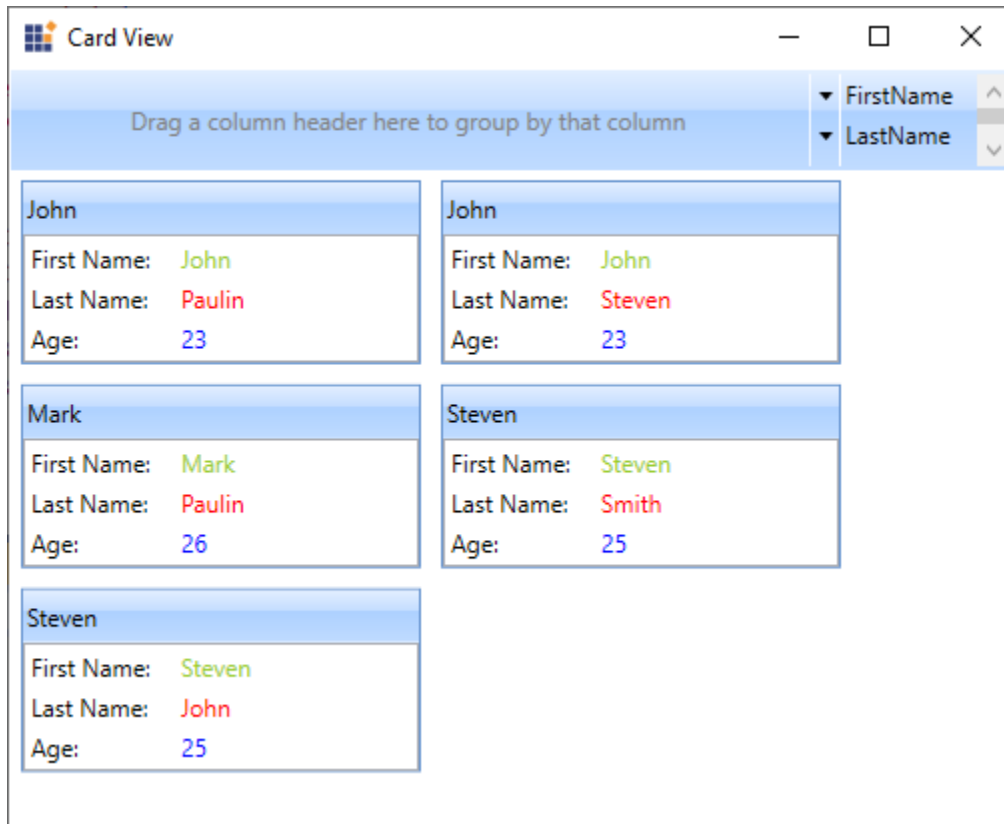 Card View
Drag a column header here to group by that column
FirstName
LastName
John
First Name: John
Last Name: Paulin
Age: 23
John
First Name: John
Last Name: Steven
Age: 23
Mark
First Name: Mark
Last Name: Paulin
Age: 26
Steven
First Name: Steven
Last Name: Smith
Age: 25
Steven
First Name: Steven
Last Name: John
Age: 25